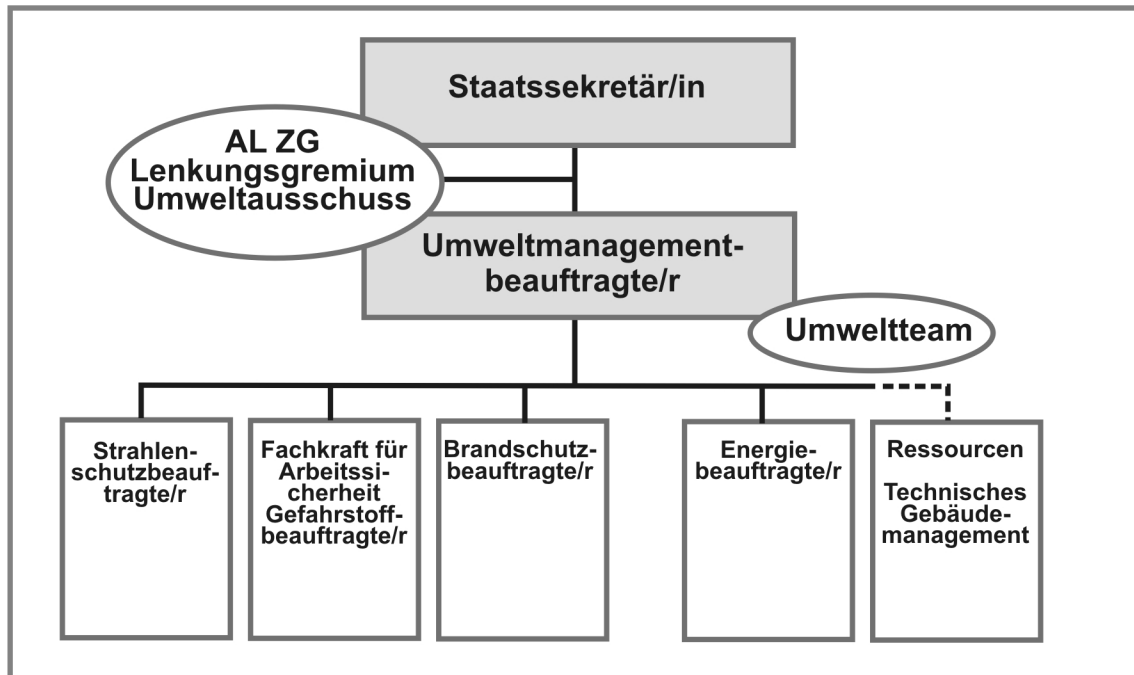 Staatssekretär/in
AL ZG
Lenkungsgremium
Umweltausschuss
Umweltmanagement-
beauftragte/r
Umweltteam
Strahlen-
schutzbeauf-
tragte/r
Fachkraft für
Arbeitssi-
cherheit
Gefahrstoff-
beauftragte/r
Brandschutz-
beauftragte/r
Energie-
beauftragte/r
Ressourcen
Technisches
Gebäude-
management